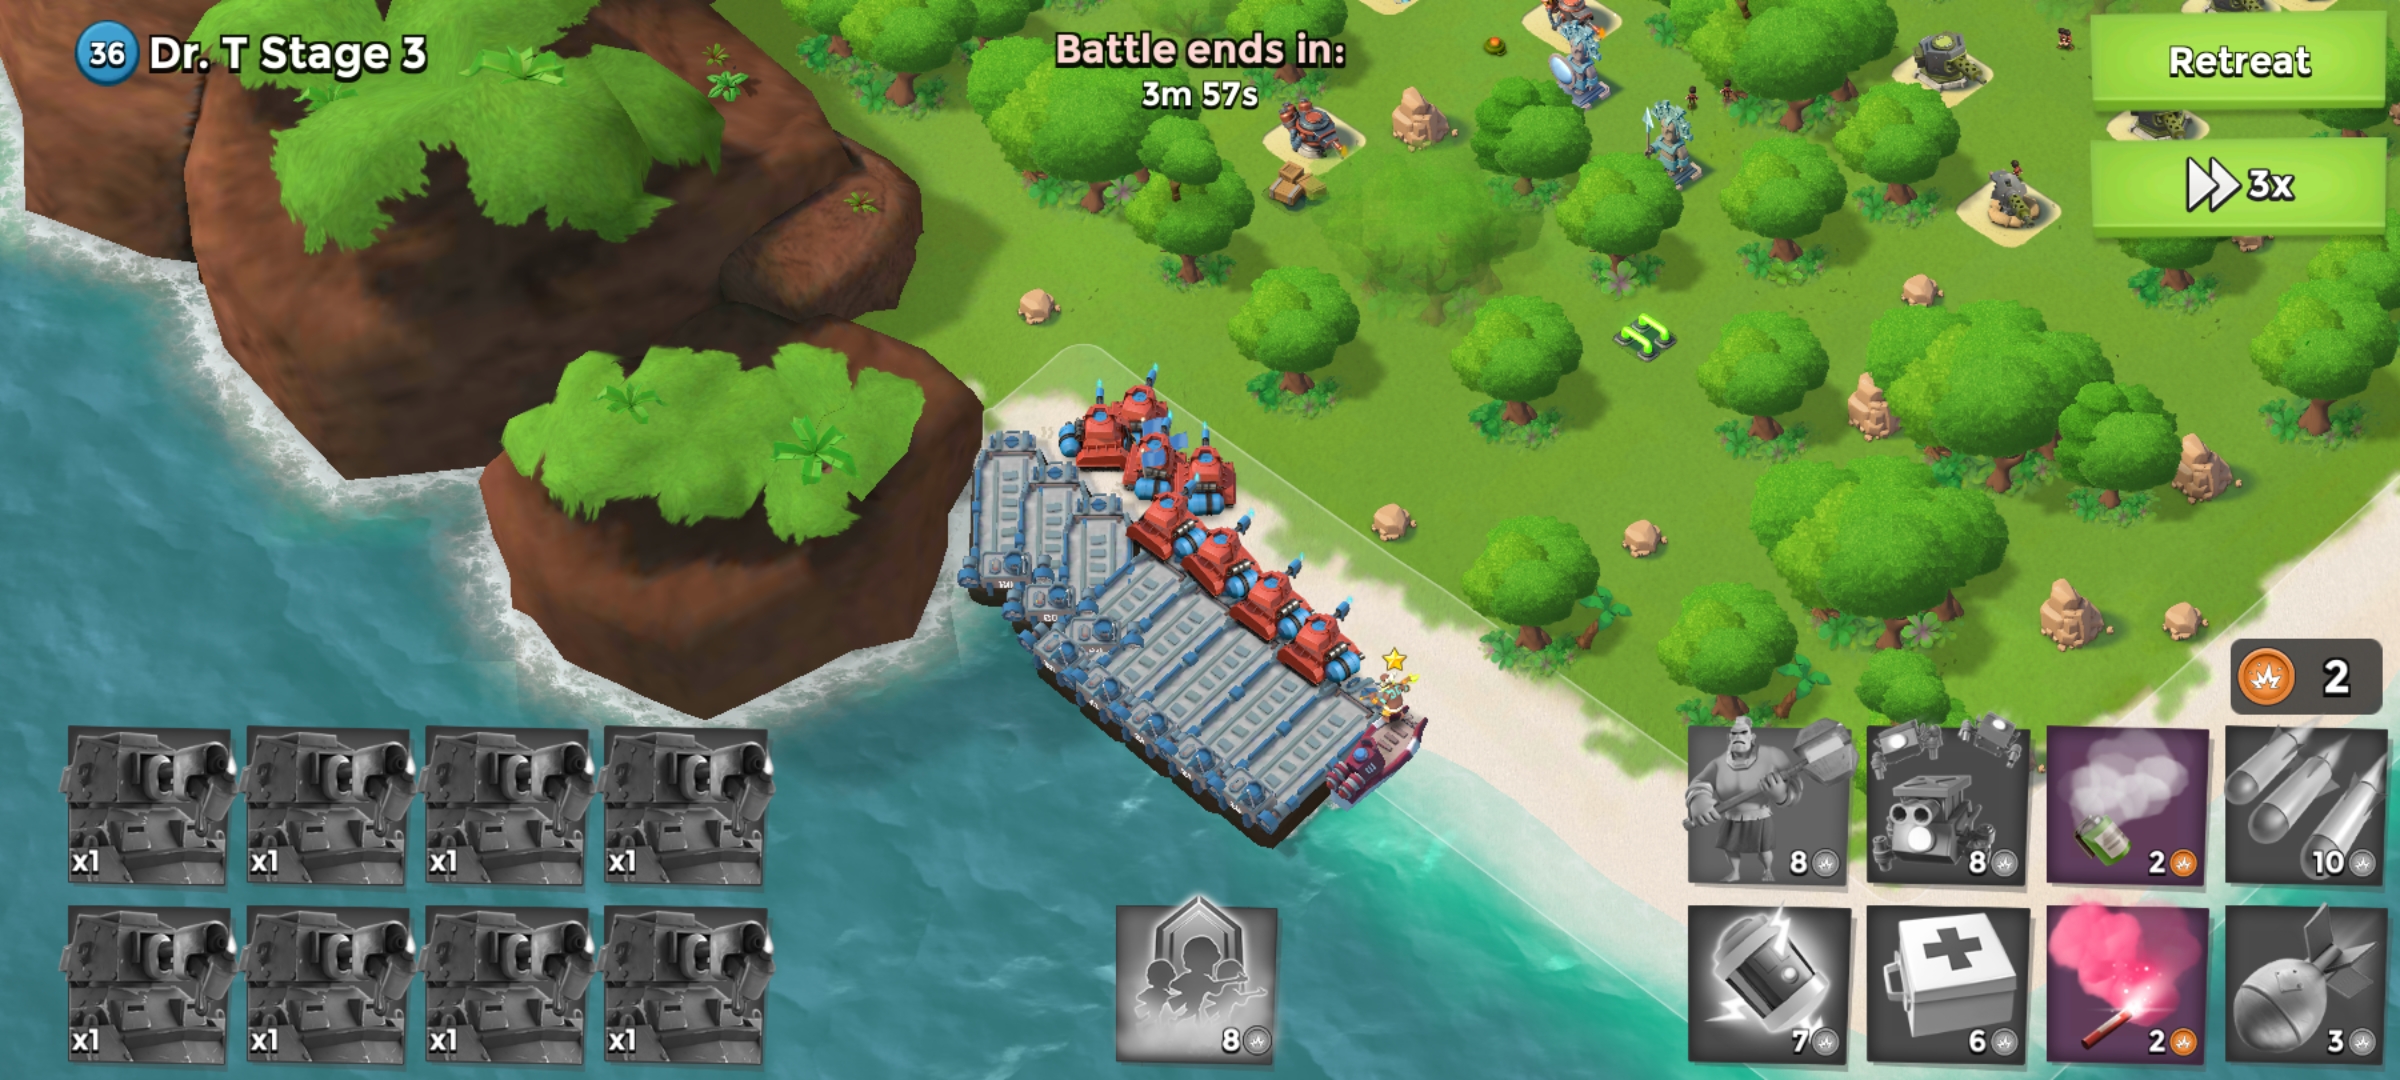 36 Dr. T Stage 3
Battle ends in:
3m 57s
Retreat
3x
2
x1 x1 x1 x1
8 8 2 10
x1 x1 x1 x1
8
7 6 2 3